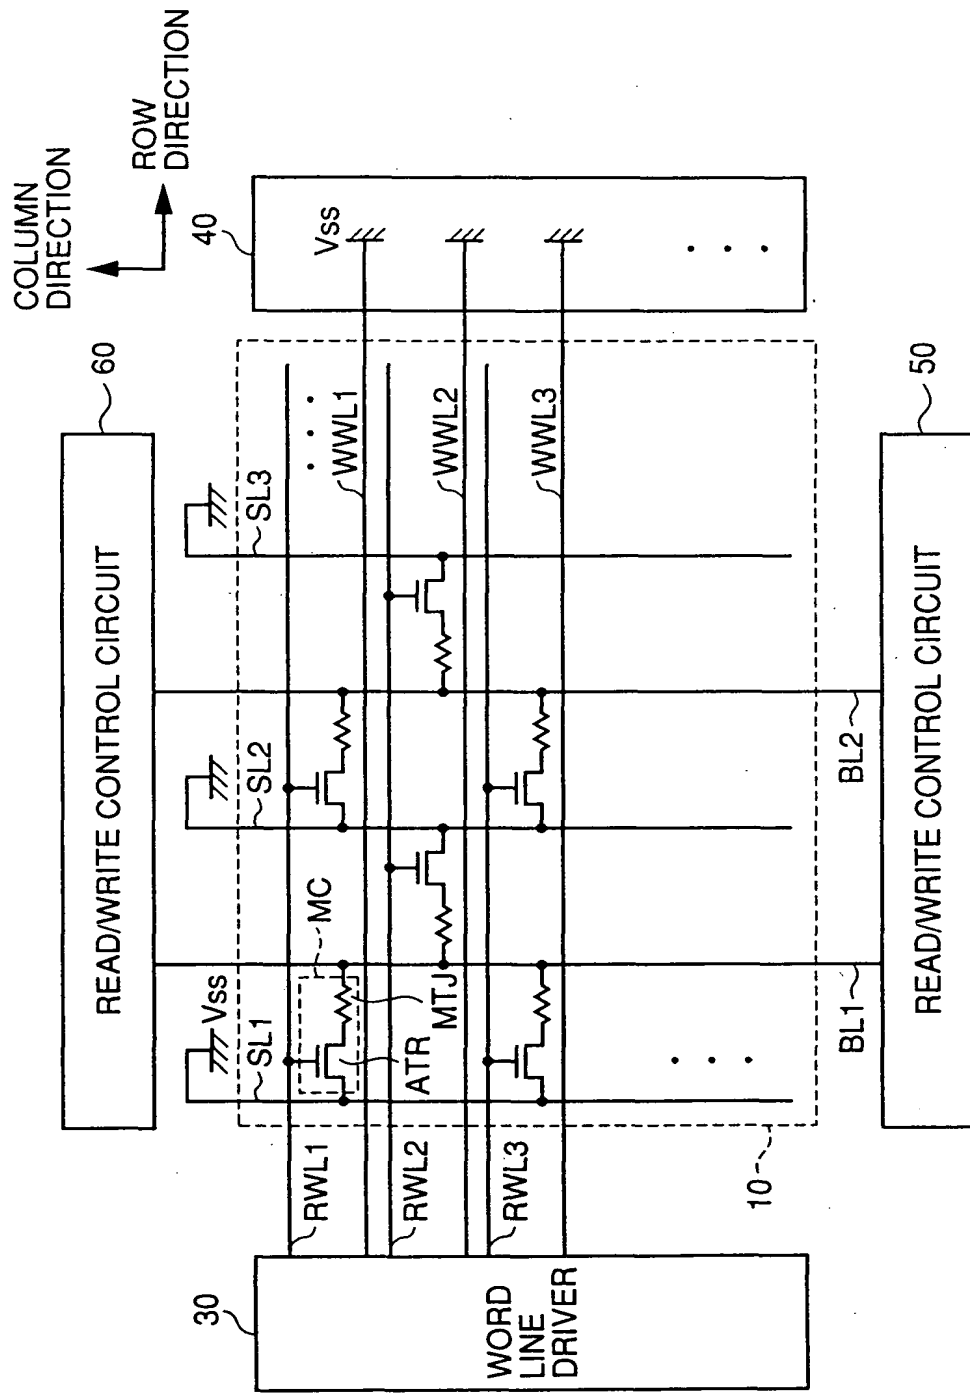 COLUMN
DIRECTION
ROW
DIRECTION
60
READ/WRITE CONTROL CIRCUIT
40
Vss
Vss
SL1
SL2
SL3
MC
ATR
MTJ
RWL1
WWL1
RWL2
WWL2
RWL3
WWL3
30
WORD
LINE
DRIVER
10
BL1
BL2
50
READ/WRITE CONTROL CIRCUIT